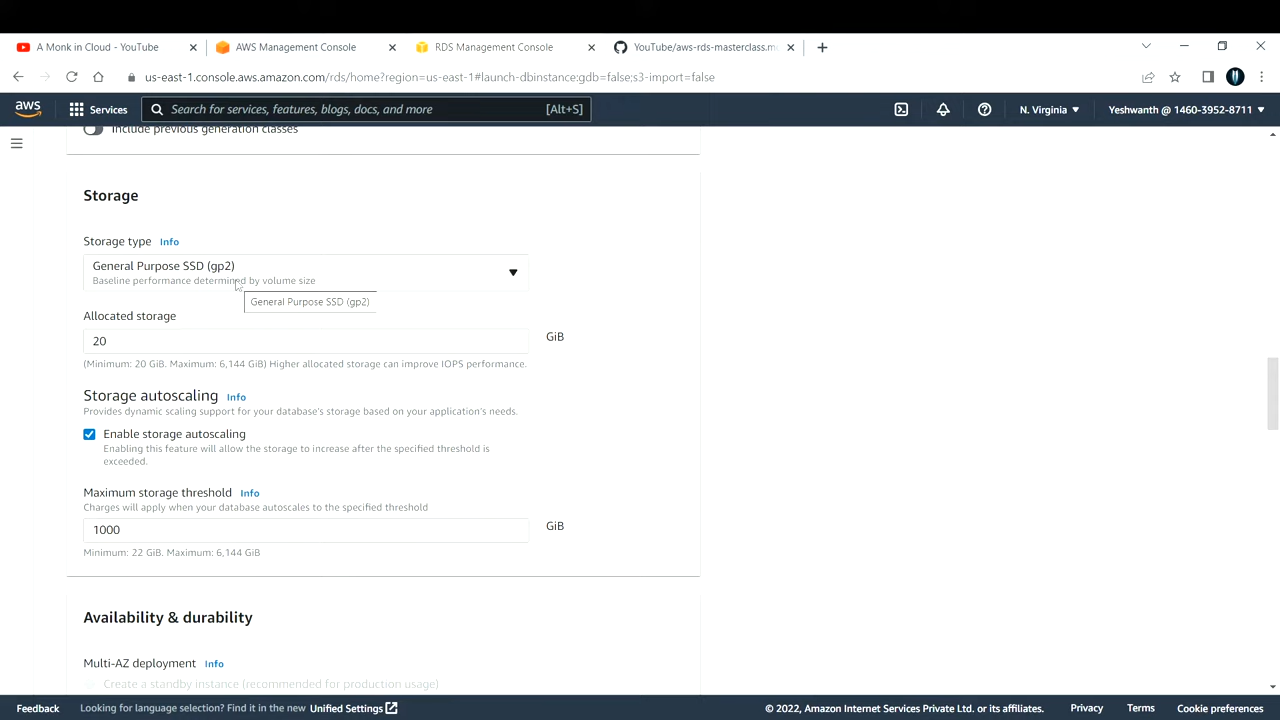 A Monk in Cloud - YouTube
AWS Management Console
RDS Management Console
YouTube/aws-rds-masterclass.m
us-east-1.console.aws.amazon.com/rds/home?region=us-east-1#launch-dbinstance:gdb=false;s3-import=false
aws
Services
Search for services, features, blogs, docs, and more
[Alt+S]
N. Virginia
Yeshwanth @ 1460-3952-8711
Include previous generation classes
Storage
Storage type Info
General Purpose SSD (gp2)
Baseline performance determined by volume size
General Purpose SSD (gp2)
Allocated storage
20
GiB
(Minimum: 20 GiB. Maximum: 6,144 GiB) Higher allocated storage can improve IOPS performance.
Storage autoscaling Info
Provides dynamic scaling support for your database's storage based on your application's needs.
Enable storage autoscaling
Enabling this feature will allow the storage to increase after the specified threshold is
exceeded.
Maximum storage threshold Info
Charges will apply when your database autoscales to the specified threshold
1000
GiB
Minimum: 22 GiB. Maximum: 6,144 GiB
Availability & durability
Multi-AZ deployment Info
Create a standby instance (recommended for production usage)
Feedback
Looking for language selection? Find it in the new Unified Settings
© 2022, Amazon Internet Services Private Ltd. or its affiliates.
Privacy
Terms
Cookie preferences